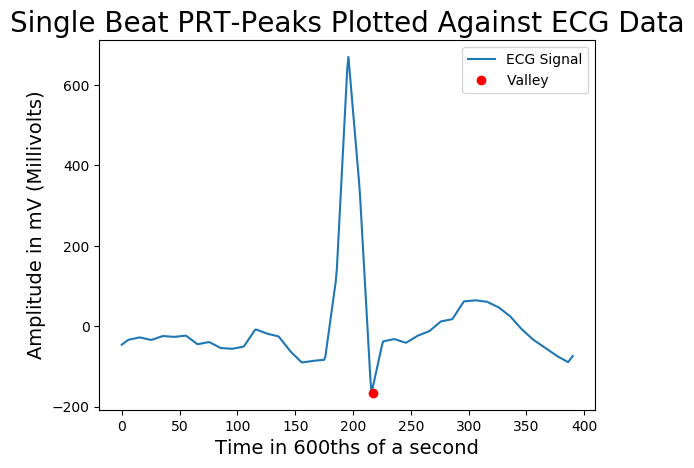 Single Beat PRT-Peaks Plotted Against ECG Data
ECG Signal
Valley
Amplitude in mV (Millivolts)
600
400
200
0
−200
0 50 100 150 200 250 300 350 400
Time in 600ths of a second